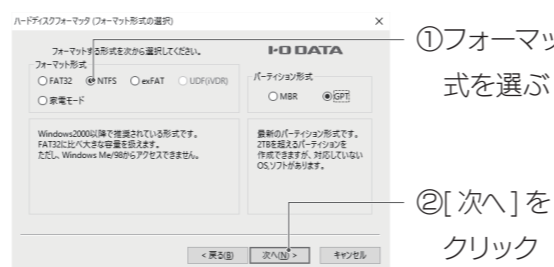 ハードディスクフォーマッタ (フォーマット形式の選択)
フォーマットする形式を次から選択してください。
I-O DATA
フォーマット形式
FAT32 NTFS exFAT UDF(iVDR)
家電モード
パーティション形式
MBR GPT
Windows2000以降で推奨されている形式です。
FAT32に比べ大きな容量を扱えます。
ただし、Windows Me/98からアクセスできません。
最新のパーティション形式です。
2TBを超えるパーティションを
作成できますが、対応していない
OS,ソフトがあります。
< 戻る(B) 次へ(N) > キャンセル
①フォーマッ
式を選ぶ
②[ 次へ ] を
クリック